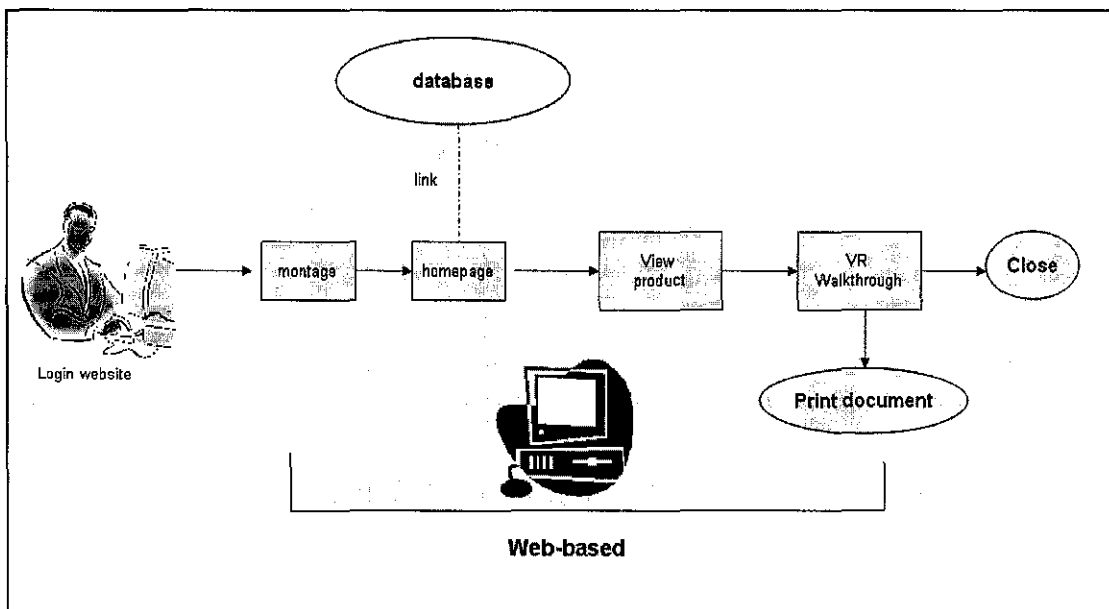 database
link
montage
homepage
View
product
VR
Walkthrough
Close
Login website
Print document
Web-based